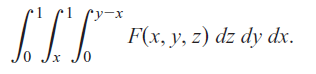 ∫₀¹ ∫ₓ¹ ∫₀^{y−x} F(x, y, z) dz dy dx.